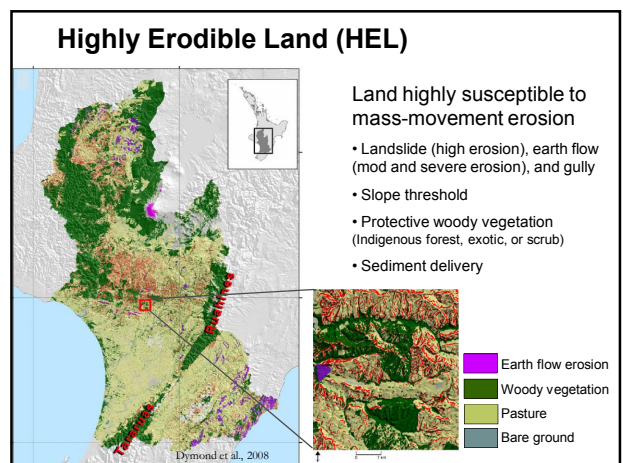 Highly Erodible Land (HEL)
Land highly susceptible to
mass-movement erosion
• Landslide (high erosion), earth flow
(mod and severe erosion), and gully
• Slope threshold
• Protective woody vegetation
(Indigenous forest, exotic, or scrub)
• Sediment delivery
Ruahines
Tararuas
Earth flow erosion
Woody vegetation
Pasture
Bare ground
Dymond et al., 2008